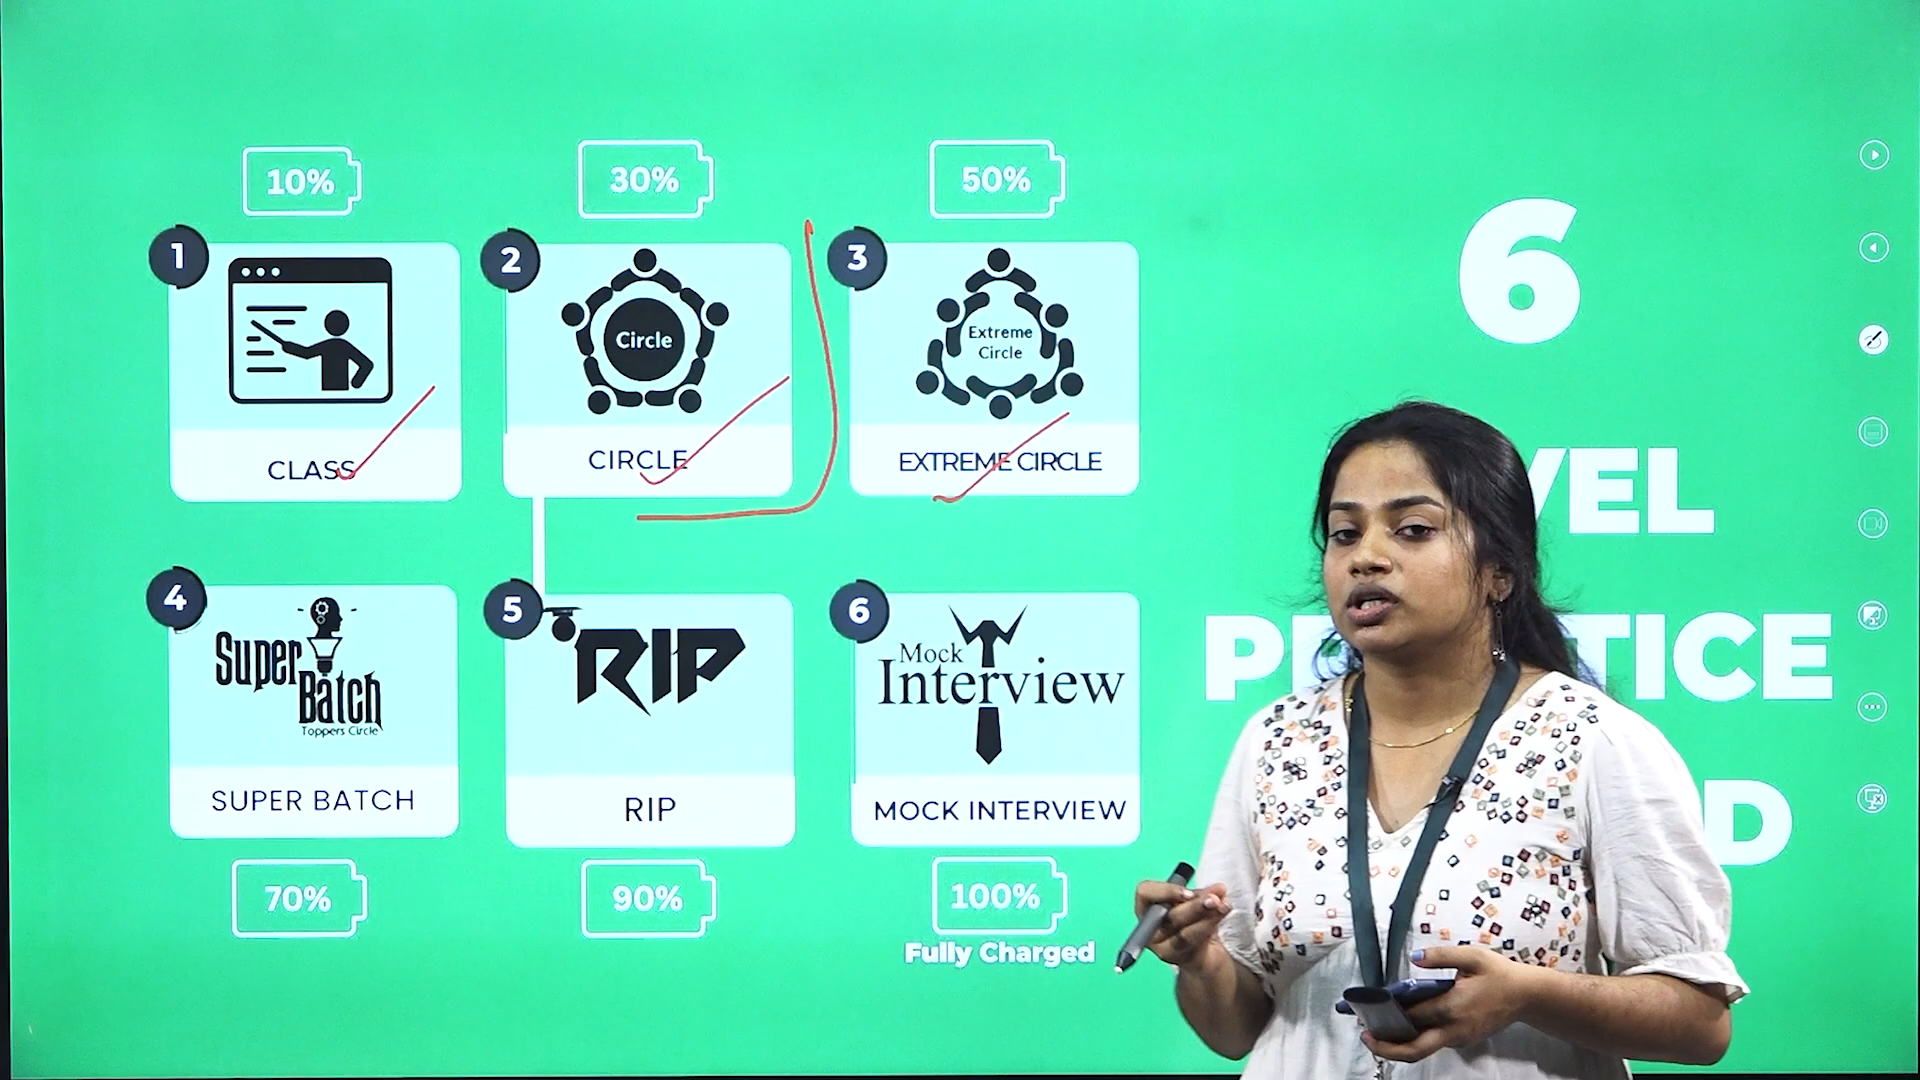 10%
30%
50%
1
2
3
Circle
Extreme
Circle
CLASS
CIRCLE
EXTREME CIRCLE
4
5
6
Super
Batch
Toppers Circle
RIP
Mock
Interview
SUPER BATCH
RIP
MOCK INTERVIEW
70%
90%
100%
Fully Charged
6